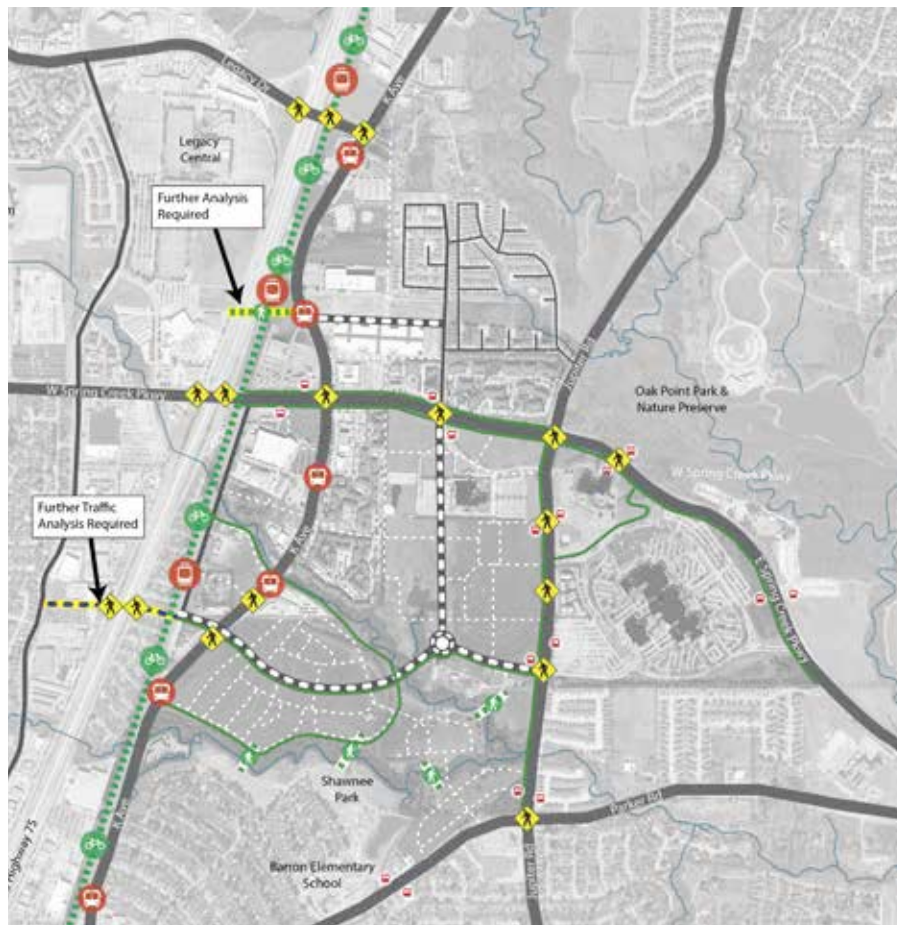 Legacy Dr
K Ave
Legacy
Central
Further Analysis
Required
Jupiter Rd
W Spring Creek Pkwy
Oak Point Park &
Nature Preserve
W Spring Creek Pkwy
Further Traffic
Analysis Required
K Ave
E Spring Creek Pkwy
Shawnee
Park
Parker Rd
K Ave
Highway 75
Barron Elementary
School
Jupiter Rd